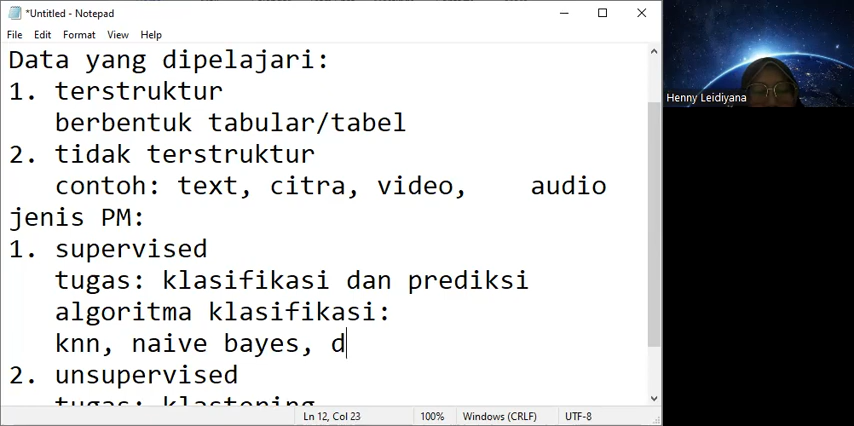 *Untitled - Notepad
File Edit Format View Help
Data yang dipelajari:
1. terstruktur
berbentuk tabular/tabel
2. tidak terstruktur
contoh: text, citra, video, audio
jenis PM:
1. supervised
tugas: klasifikasi dan prediksi
algoritma klasifikasi:
knn, naive bayes, d
2. unsupervised
tugas: klastering
Ln 12, Col 23 100% Windows (CRLF) UTF-8
Henny Leidiyana